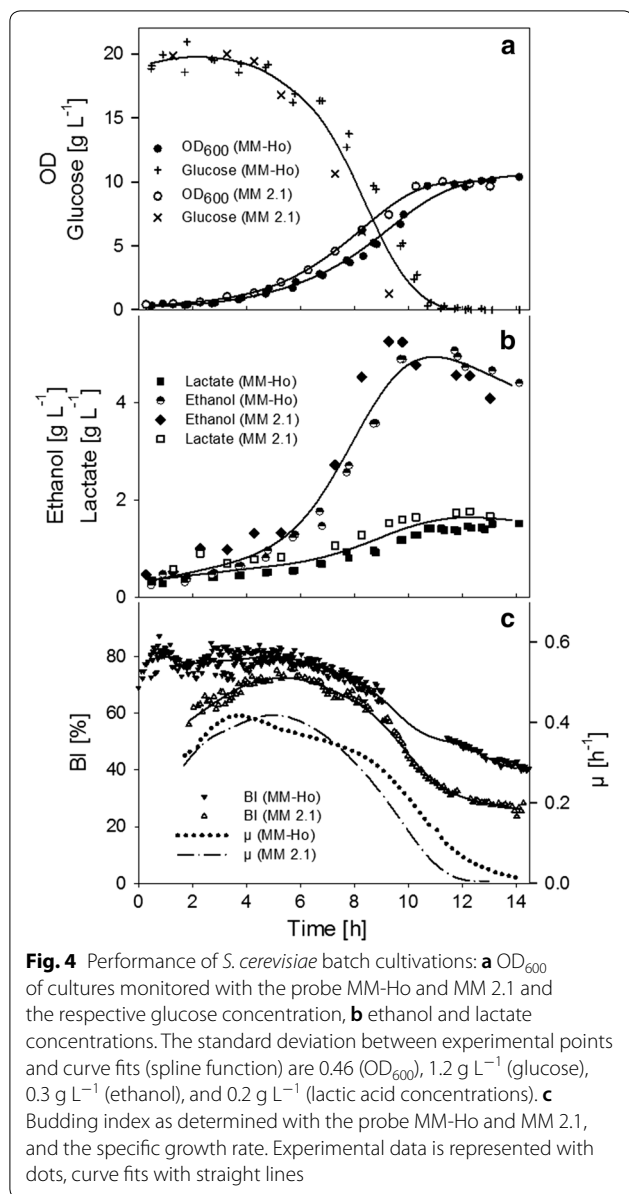 a
20
15
10
5
0
OD
Glucose [g L⁻¹]
OD₆₀₀ (MM-Ho)
Glucose (MM-Ho)
OD₆₀₀ (MM 2.1)
Glucose (MM 2.1)
b
4
2
0
Ethanol [g L⁻¹]
Lactate [g L⁻¹]
Lactate (MM-Ho)
Ethanol (MM-Ho)
Ethanol (MM 2.1)
Lactate (MM 2.1)
c
80
60
40
20
0
BI [%]
0.6
0.4
0.2
0.0
µ [h⁻¹]
BI (MM-Ho)
BI (MM 2.1)
µ (MM-Ho)
µ (MM 2.1)
0 2 4 6 8 10 12 14
Time [h]
Fig. 4 Performance of S. cerevisiae batch cultivations: a OD₆₀₀
of cultures monitored with the probe MM-Ho and MM 2.1 and
the respective glucose concentration, b ethanol and lactate
concentrations. The standard deviation between experimental points
and curve fits (spline function) are 0.46 (OD₆₀₀), 1.2 g L⁻¹ (glucose),
0.3 g L⁻¹ (ethanol), and 0.2 g L⁻¹ (lactic acid concentrations). c
Budding index as determined with the probe MM-Ho and MM 2.1,
and the specific growth rate. Experimental data is represented with
dots, curve fits with straight lines